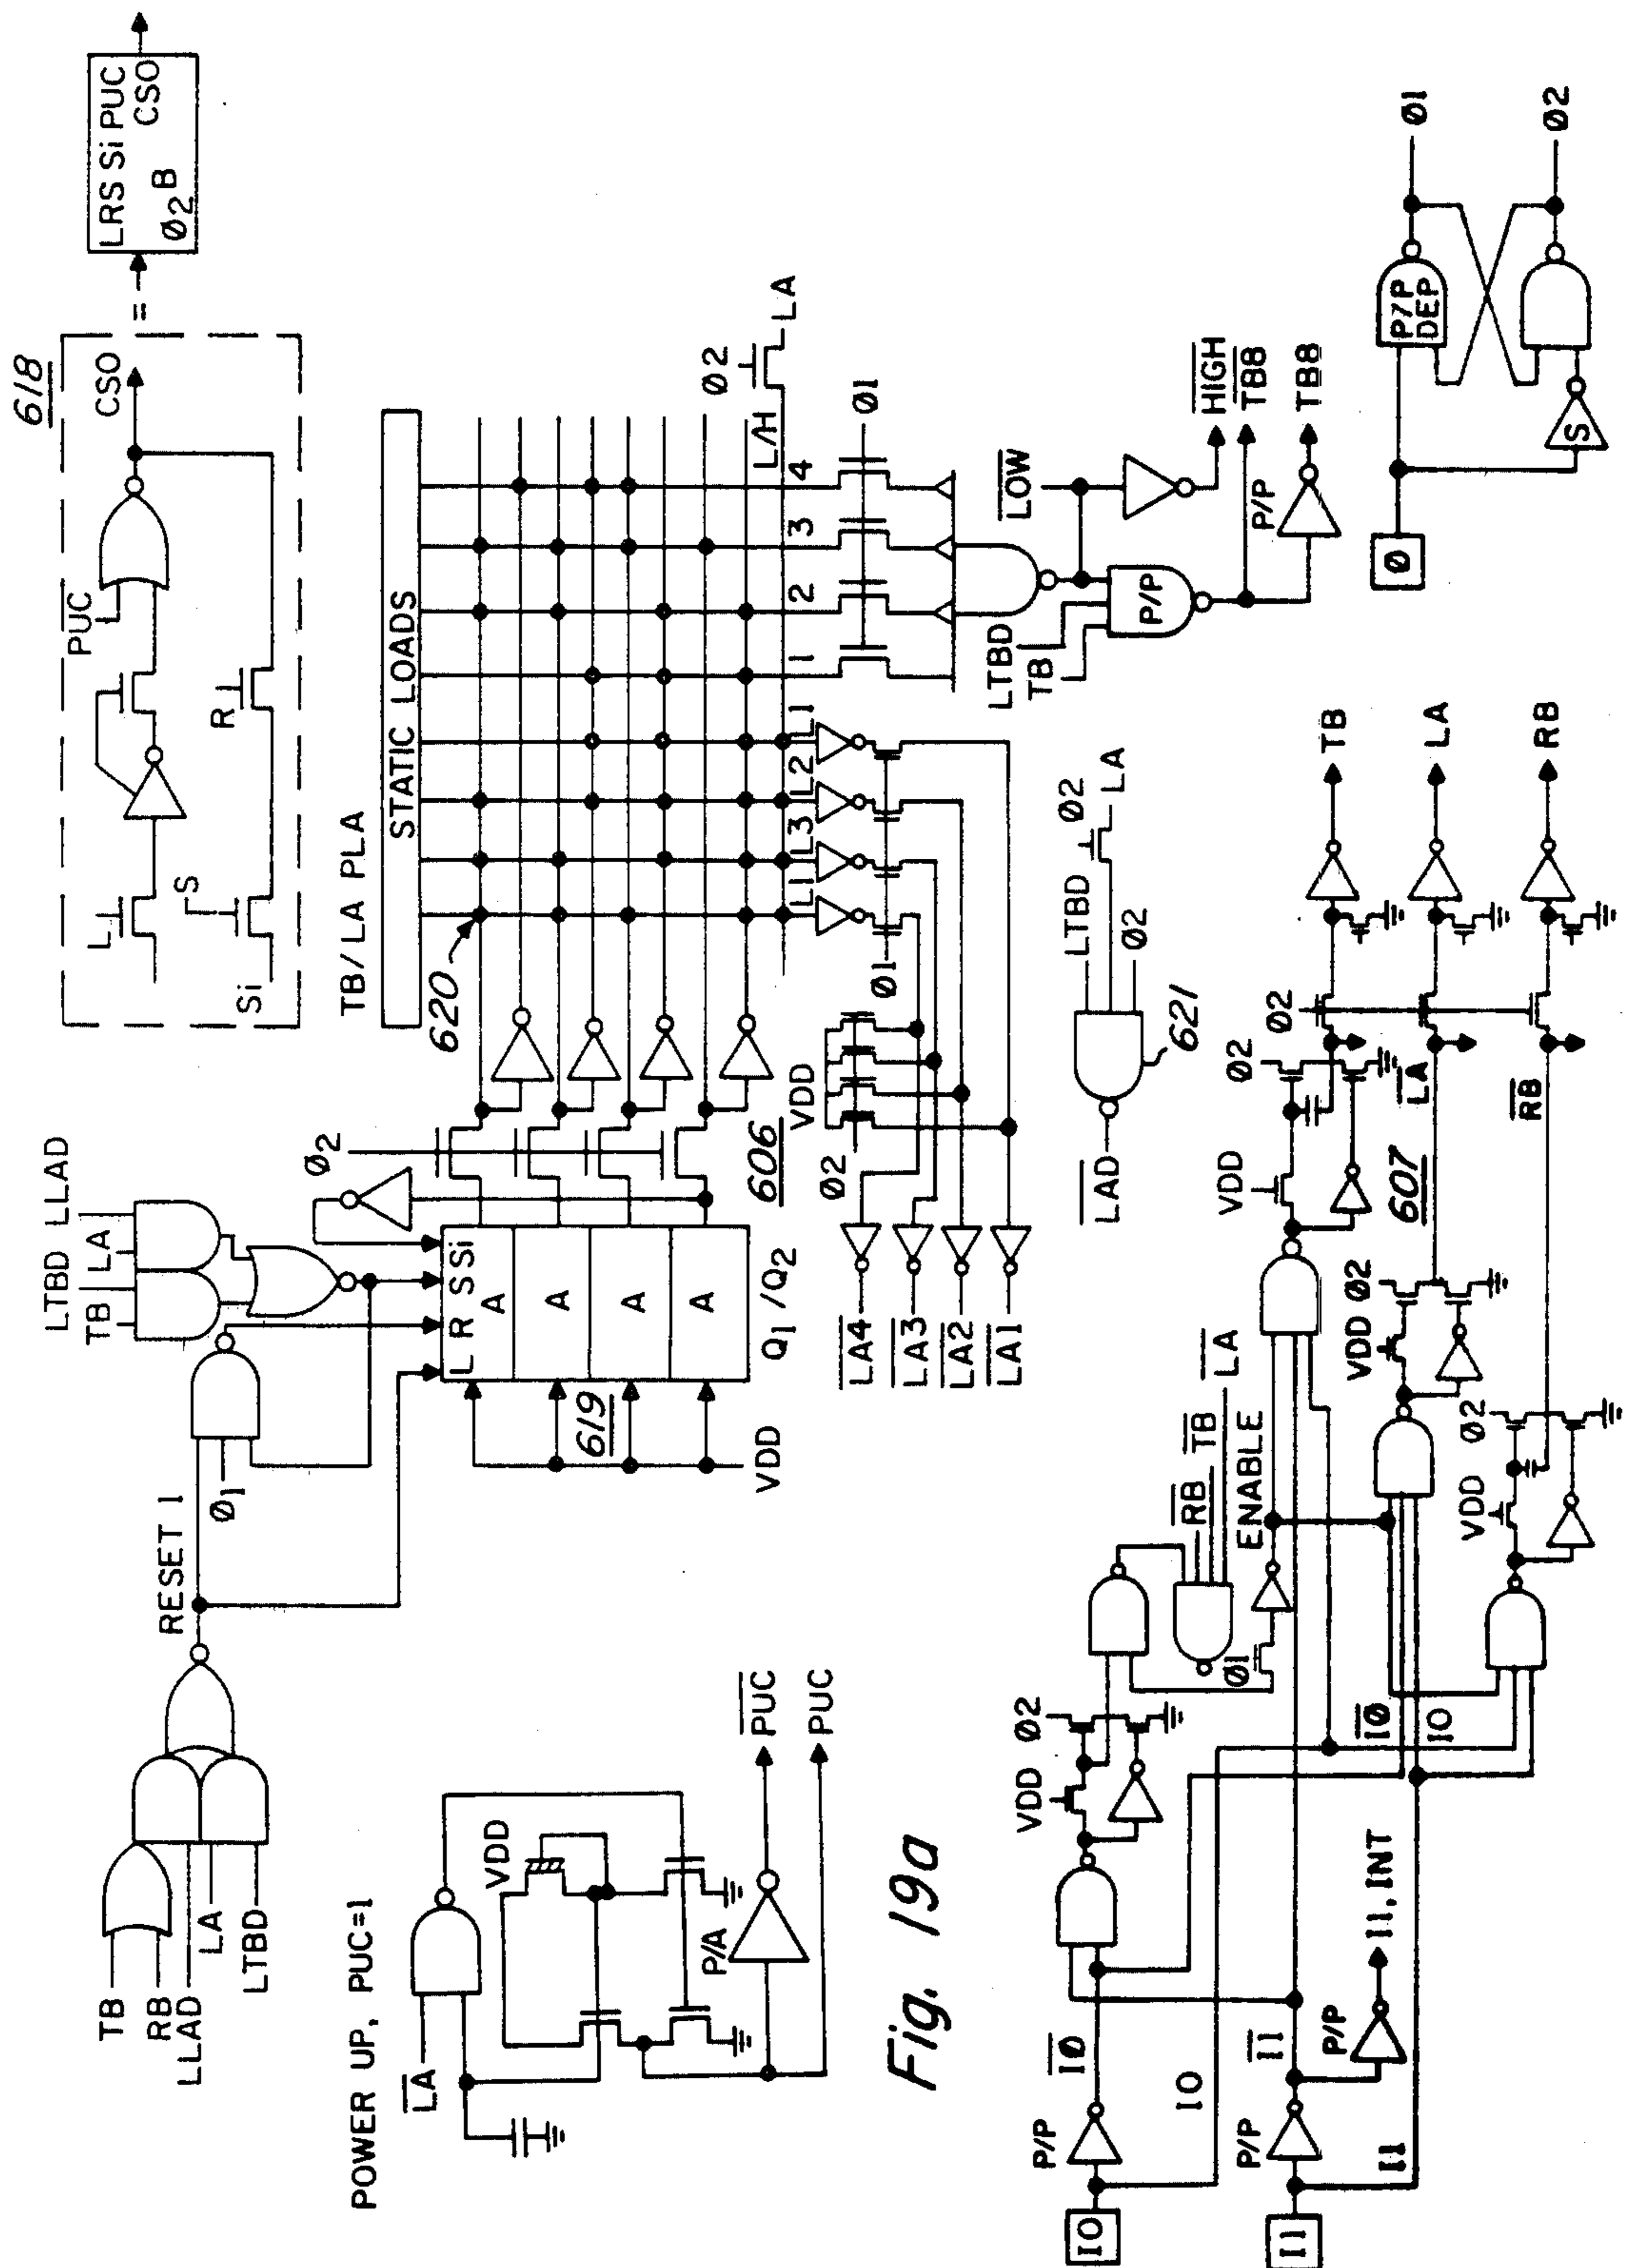 618
PUC
L
CSO
S
Si
R
=
LRS Si PUC
Ø2B CSO
LTBD LLAD
TB LA
RESET 1
TB
RB
LLAD
LA
LTBD
Ø1
L R S Si
A
A
A
A
619
VDD
Q1/Q2
Ø2
606
TB/LA PLA
STATIC LOADS
620
L1 L3 L2 L1 1 2 3 4
L/H
Ø2
LA
Ø1
Ø1
VDD
Ø2
LA4
LA3
LA2
LA1
LOW
HIGH
LTBD
TB
P/P
TB8
P/P
TB8
POWER UP, PUC=1
LA
VDD
P/A
PUC
PUC
LAD
LTBD
Ø2
LA
Ø2
621
Fig. 19a
Ø
S
P/P
DEP
Ø1
Ø2
I0
P/P
I0
I0
I1
P/P
I1
I1
P/P
I1, INT
VDD Ø2
Ø1
RB
TB
LA
ENABLE
I0
I0
VDD
Ø2
Ø2
607
VDD Ø2
LA
VDD
Ø2
RB
TB
LA
RB